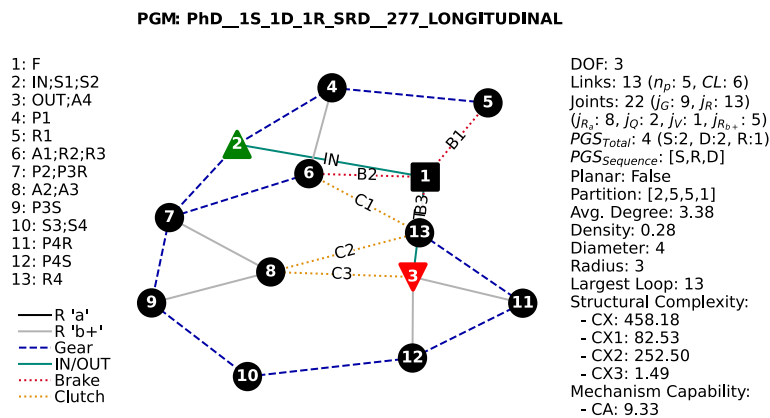 PGM: PhD__1S_1D_1R_SRD__277_LONGITUDINAL
1: F
2: IN;S1;S2
3: OUT;A4
4: P1
5: R1
6: A1;R2;R3
7: P2;P3R
8: A2;A3
9: P3S
10: S3;S4
11: P4R
12: P4S
13: R4
R 'a'
R 'b+'
Gear
IN/OUT
Brake
Clutch
4
5
B1
2
IN
6
B2
1
C1
B3
7
13
C2
8
C3
3
9
11
12
10
DOF: 3
Links: 13 (n_p: 5, CL: 6)
Joints: 22 (j_G: 9, j_R: 13)
(j_{R_a}: 8, j_Q: 2, j_V: 1, j_{R_{b+}}: 5)
PGS_Total: 4 (S:2, D:2, R:1)
PGS_Sequence: [S,R,D]
Planar: False
Partition: [2,5,5,1]
Avg. Degree: 3.38
Density: 0.28
Diameter: 4
Radius: 3
Largest Loop: 13
Structural Complexity:
- CX: 458.18
- CX1: 82.53
- CX2: 252.50
- CX3: 1.49
Mechanism Capability:
- CA: 9.33